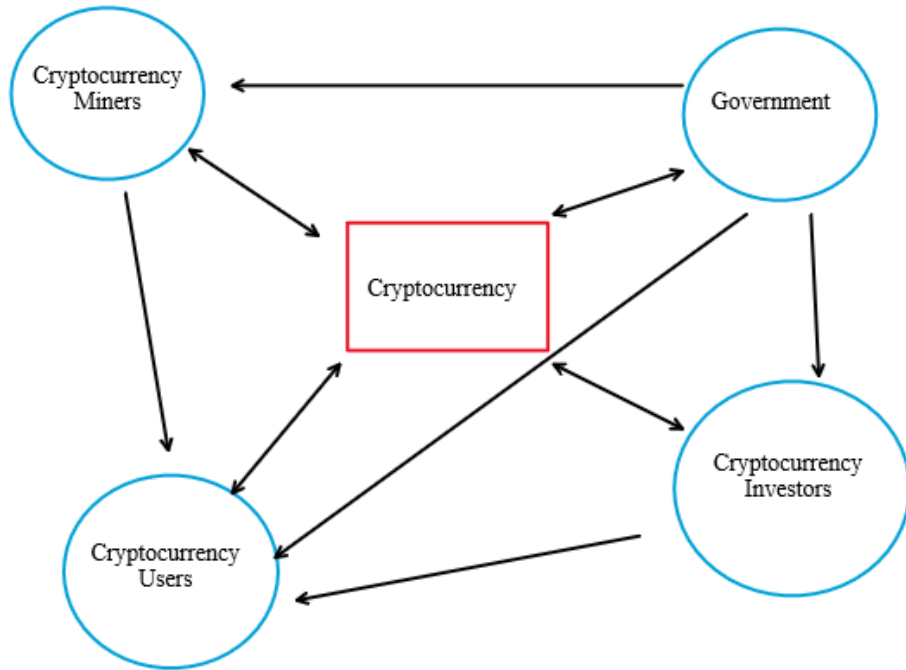 Cryptocurrency
Miners
Government
Cryptocurrency
Cryptocurrency
Investors
Cryptocurrency
Users